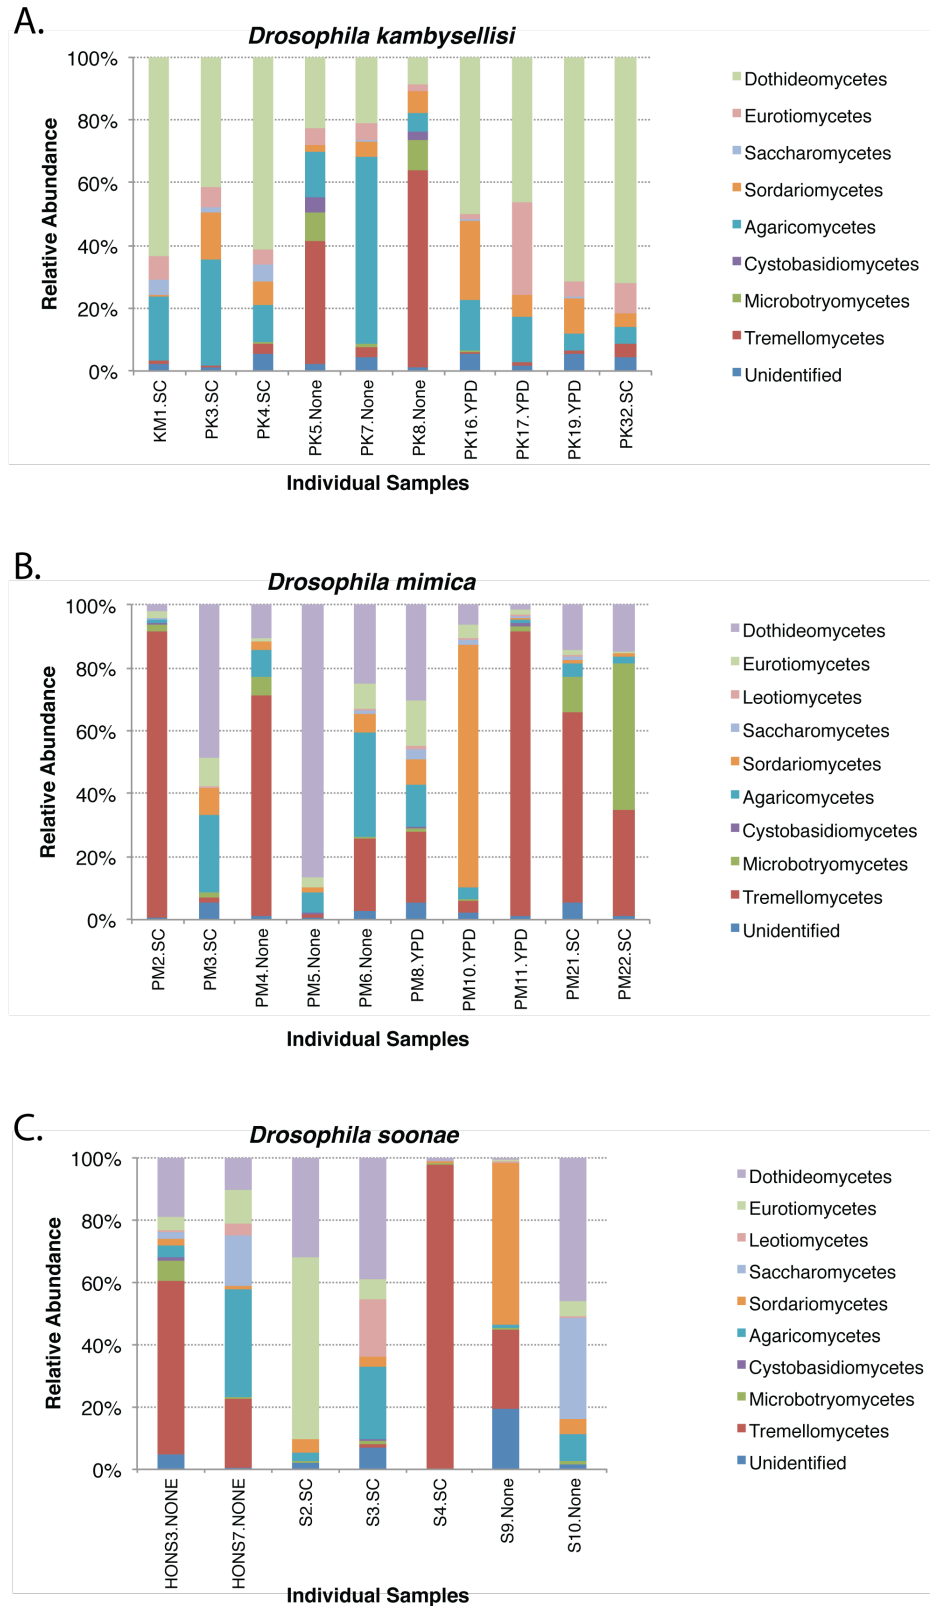 A.
Drosophila kambysellisi
Relative Abundance
100%
80%
60%
40%
20%
0%
KM1.SC
PK3.SC
PK4.SC
PK5.None
PK7.None
PK8.None
PK16.YPD
PK17.YPD
PK19.YPD
PK32.SC
Individual Samples
Dothideomycetes
Eurotiomycetes
Saccharomycetes
Sordariomycetes
Agaricomycetes
Cystobasidiomycetes
Microbotryomycetes
Tremellomycetes
Unidentified
B.
Drosophila mimica
Relative Abundance
100%
80%
60%
40%
20%
0%
PM2.SC
PM3.SC
PM4.None
PM5.None
PM6.None
PM8.YPD
PM10.YPD
PM11.YPD
PM21.SC
PM22.SC
Individual Samples
Dothideomycetes
Eurotiomycetes
Leotiomycetes
Saccharomycetes
Sordariomycetes
Agaricomycetes
Cystobasidiomycetes
Microbotryomycetes
Tremellomycetes
Unidentified
C.
Drosophila soonae
Relative Abundance
100%
80%
60%
40%
20%
0%
HONS3.NONE
HONS7.NONE
S2.SC
S3.SC
S4.SC
S9.None
S10.None
Individual Samples
Dothideomycetes
Eurotiomycetes
Leotiomycetes
Saccharomycetes
Sordariomycetes
Agaricomycetes
Cystobasidiomycetes
Microbotryomycetes
Tremellomycetes
Unidentified